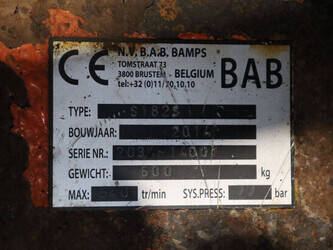 N.V. B.A.B. BAMPS
CE TOMSTRAAT 73 BAB
3800 BRUSTEM - BELGIUM
tel:+32 (0)11/70.10.10
TYPE:
BOUWJAAR:
SERIE NR.:
GEWICHT: 600 kg
MAX: tr/min SYS.PRESS: bar